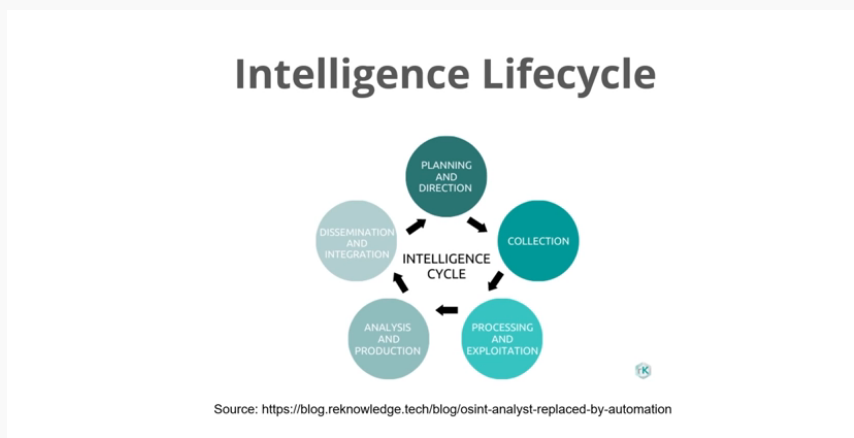 Intelligence Lifecycle
PLANNING
AND
DIRECTION
COLLECTION
PROCESSING
AND
EXPLOITATION
ANALYSIS
AND
PRODUCTION
DISSEMINATION
AND
INTEGRATION
INTELLIGENCE
CYCLE
Source: https://blog.reknowledge.tech/blog/osint-analyst-replaced-by-automation